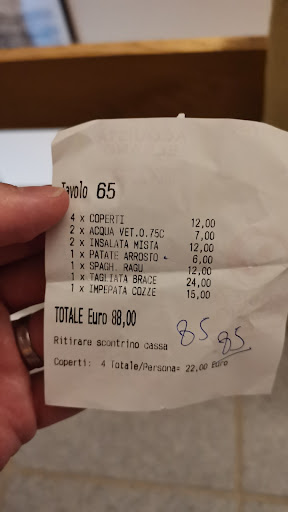 Tavolo 65
4 x COPERTI 12,00
2 x ACQUA VET.0.75C 7,00
2 x INSALATA MISTA 12,00
1 x PATATE ARROSTO 6,00
1 x SPAGH. RAGU 12,00
1 x TAGLIATA BRACE 24,00
1 x IMPEPATA COZZE 15,00
TOTALE Euro 88,00
85 85
Ritirare scontrino cassa
Coperti: 4 Totale/Persona= 22,00 Euro